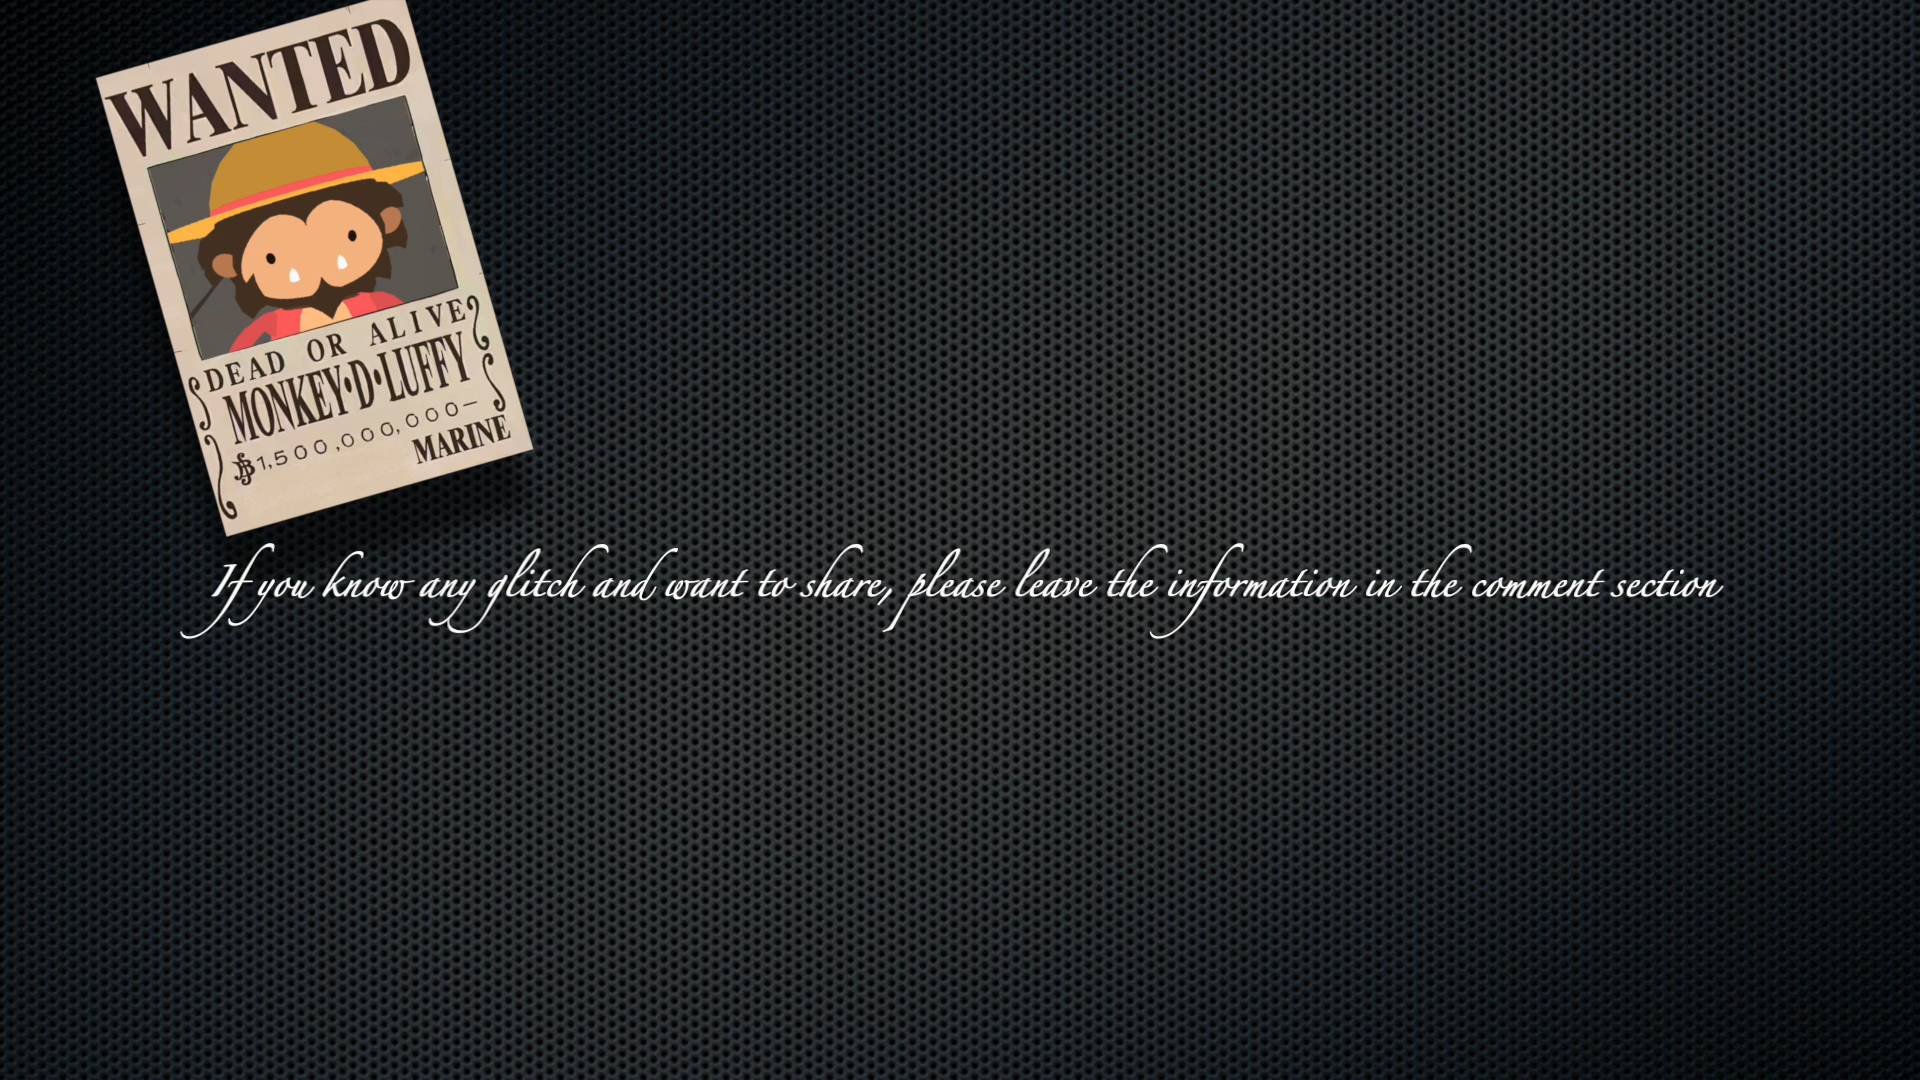 WANTED
DEAD OR ALIVE
MONKEY•D•LUFFY
฿1,500,000,000–
MARINE
If you know any glitch and want to share, please leave the information in the comment section